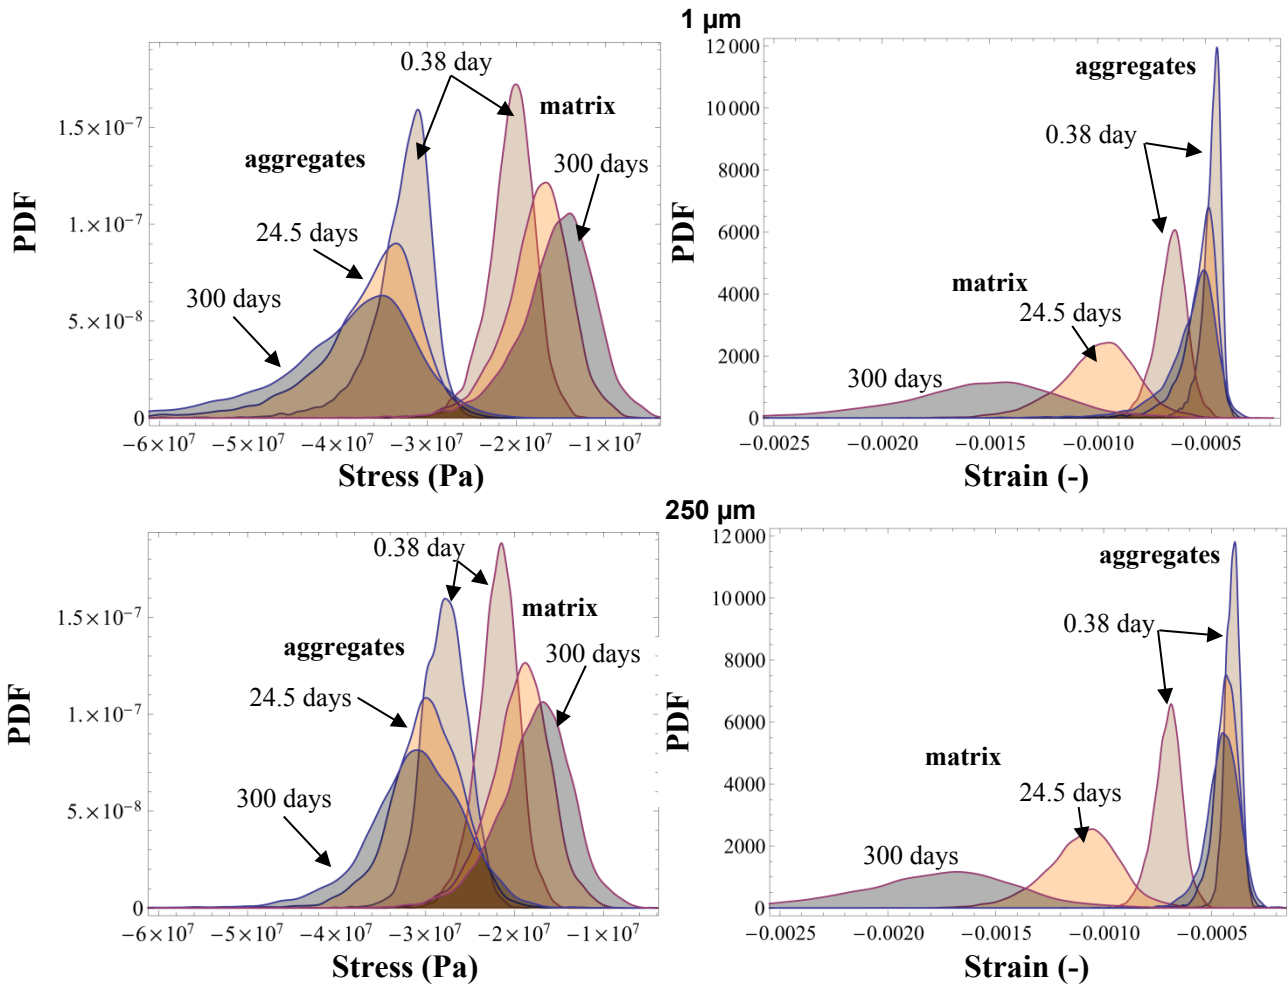 1 µm
PDF
1.5×10⁻⁷
1.×10⁻⁷
5.×10⁻⁸
0
0.38 day
matrix
aggregates
300 days
24.5 days
300 days
−6×10⁷ −5×10⁷ −4×10⁷ −3×10⁷ −2×10⁷ −1×10⁷
Stress (Pa)
PDF
12 000
10 000
8000
6000
4000
2000
0
aggregates
0.38 day
matrix
24.5 days
300 days
−0.0025 −0.0020 −0.0015 −0.0010 −0.0005
Strain (-)
250 µm
PDF
1.5×10⁻⁷
1.×10⁻⁷
5.×10⁻⁸
0
0.38 day
matrix
aggregates
300 days
24.5 days
300 days
−6×10⁷ −5×10⁷ −4×10⁷ −3×10⁷ −2×10⁷ −1×10⁷
Stress (Pa)
PDF
12 000
10 000
8000
6000
4000
2000
0
aggregates
0.38 day
matrix
24.5 days
300 days
−0.0025 −0.0020 −0.0015 −0.0010 −0.0005
Strain (-)